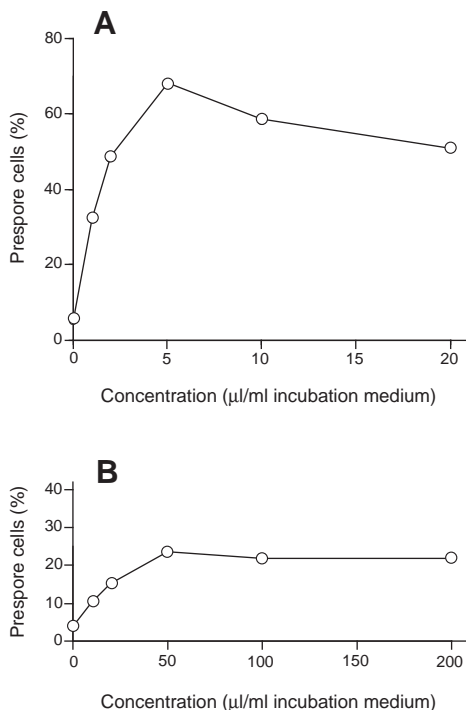 A
80
60
40
20
0
Prespore cells (%)
0 5 10 15 20
Concentration (µl/ml incubation medium)
B
40
30
20
10
0
Prespore cells (%)
0 50 100 150 200
Concentration (µl/ml incubation medium)